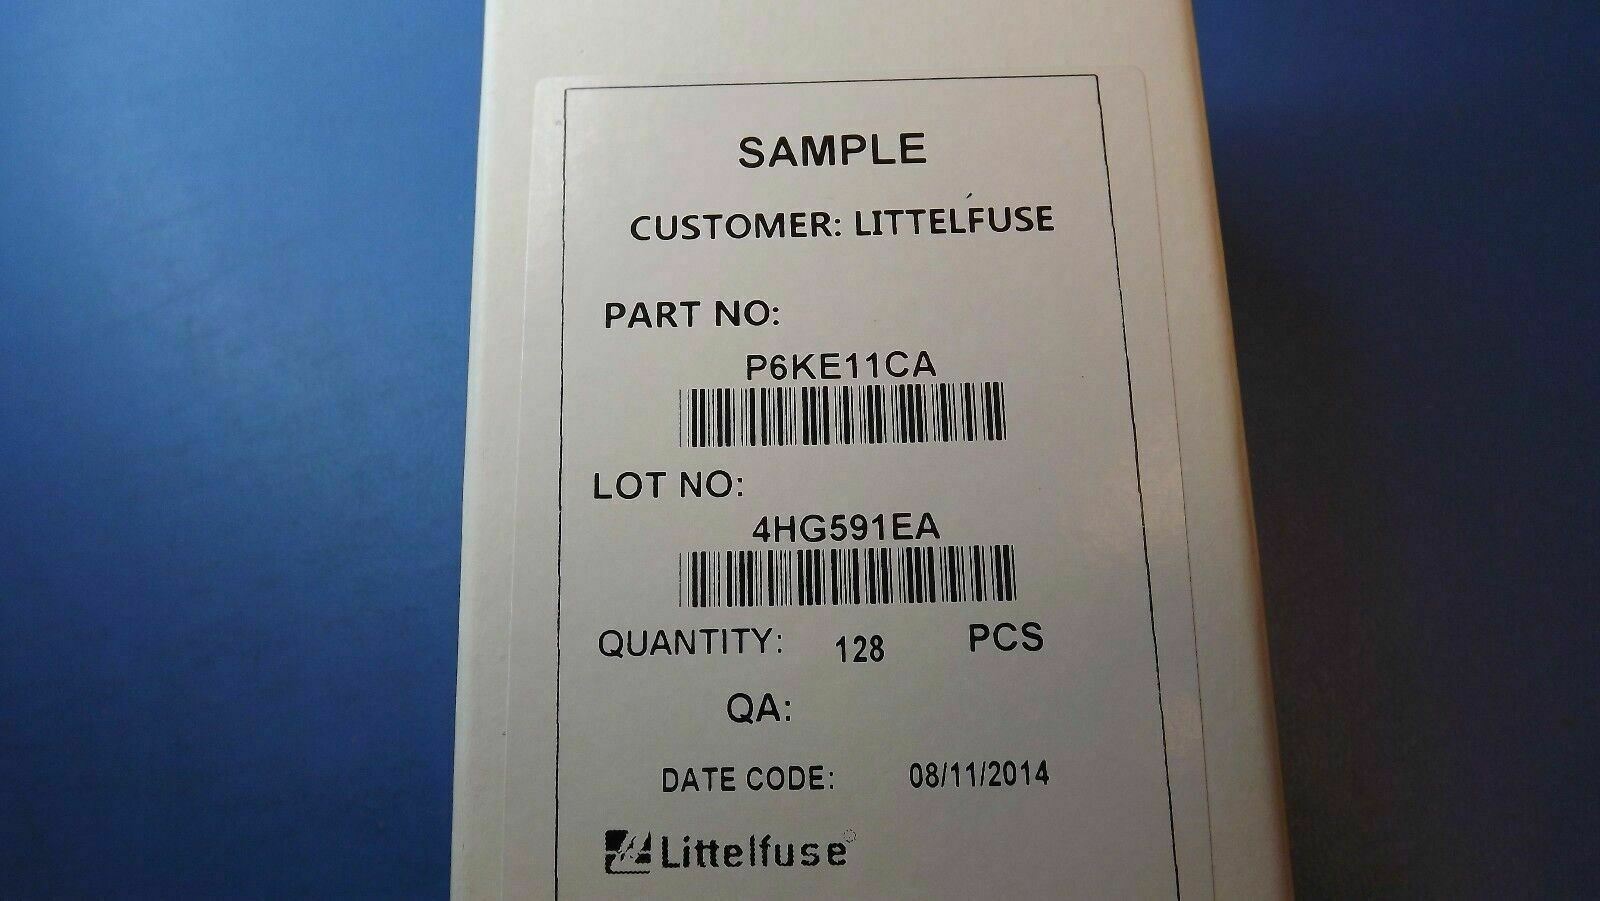 SAMPLE
CUSTOMER: LITTELFUSE
PART NO:
P6KE11CA
LOT NO:
4HG591EA
QUANTITY: 128 PCS
QA:
DATE CODE: 08/11/2014
Littelfuse®